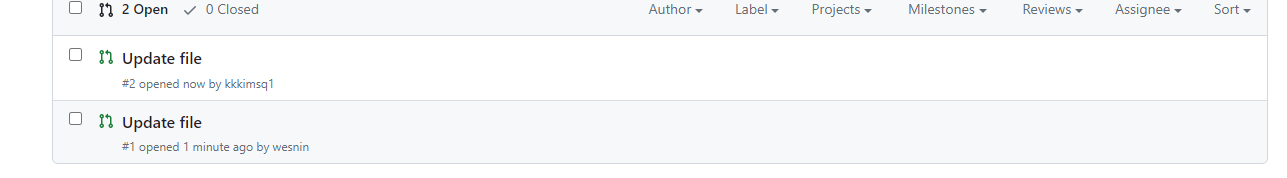 2 Open 0 Closed Author Label Projects Milestones Reviews Assignee Sort
Update file
#2 opened now by kkkimsq1
Update file
#1 opened 1 minute ago by wesnin